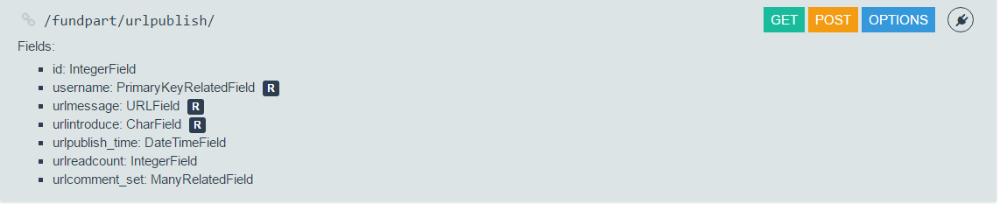 /fundpart/urlpublish/ GET POST OPTIONS
Fields:
id: IntegerField
username: PrimaryKeyRelatedField R
urlmessage: URLField R
urlintroduce: CharField R
urlpublish_time: DateTimeField
urlreadcount: IntegerField
urlcomment_set: ManyRelatedField